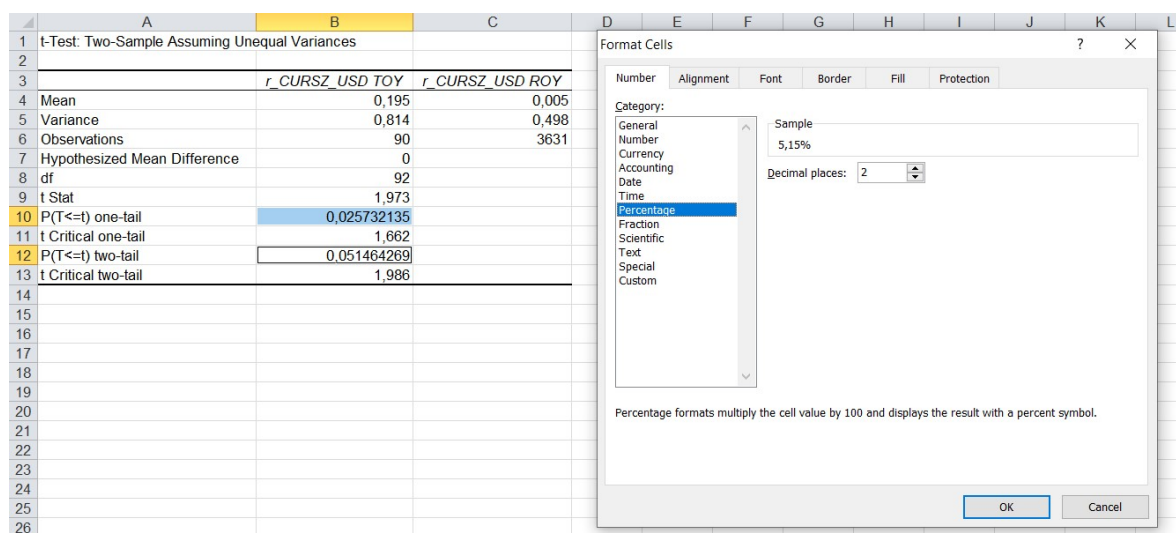 A B C D E F G H I J K L
1 t-Test: Two-Sample Assuming Unequal Variances
2
3 r_CURSZ_USD TOY r_CURSZ_USD ROY
4 Mean 0,195 0,005
5 Variance 0,814 0,498
6 Observations 90 3631
7 Hypothesized Mean Difference 0
8 df 92
9 t Stat 1,973
10 P(T<=t) one-tail 0,025732135
11 t Critical one-tail 1,662
12 P(T<=t) two-tail 0,051464269
13 t Critical two-tail 1,986
14
15
16
17
18
19
20
21
22
23
24
25
26
Format Cells ? ×
Number Alignment Font Border Fill Protection
Category:
General
Number
Currency
Accounting
Date
Time
Percentage
Fraction
Scientific
Text
Special
Custom
Sample
5,15%
Decimal places: 2
Percentage formats multiply the cell value by 100 and displays the result with a percent symbol.
OK Cancel